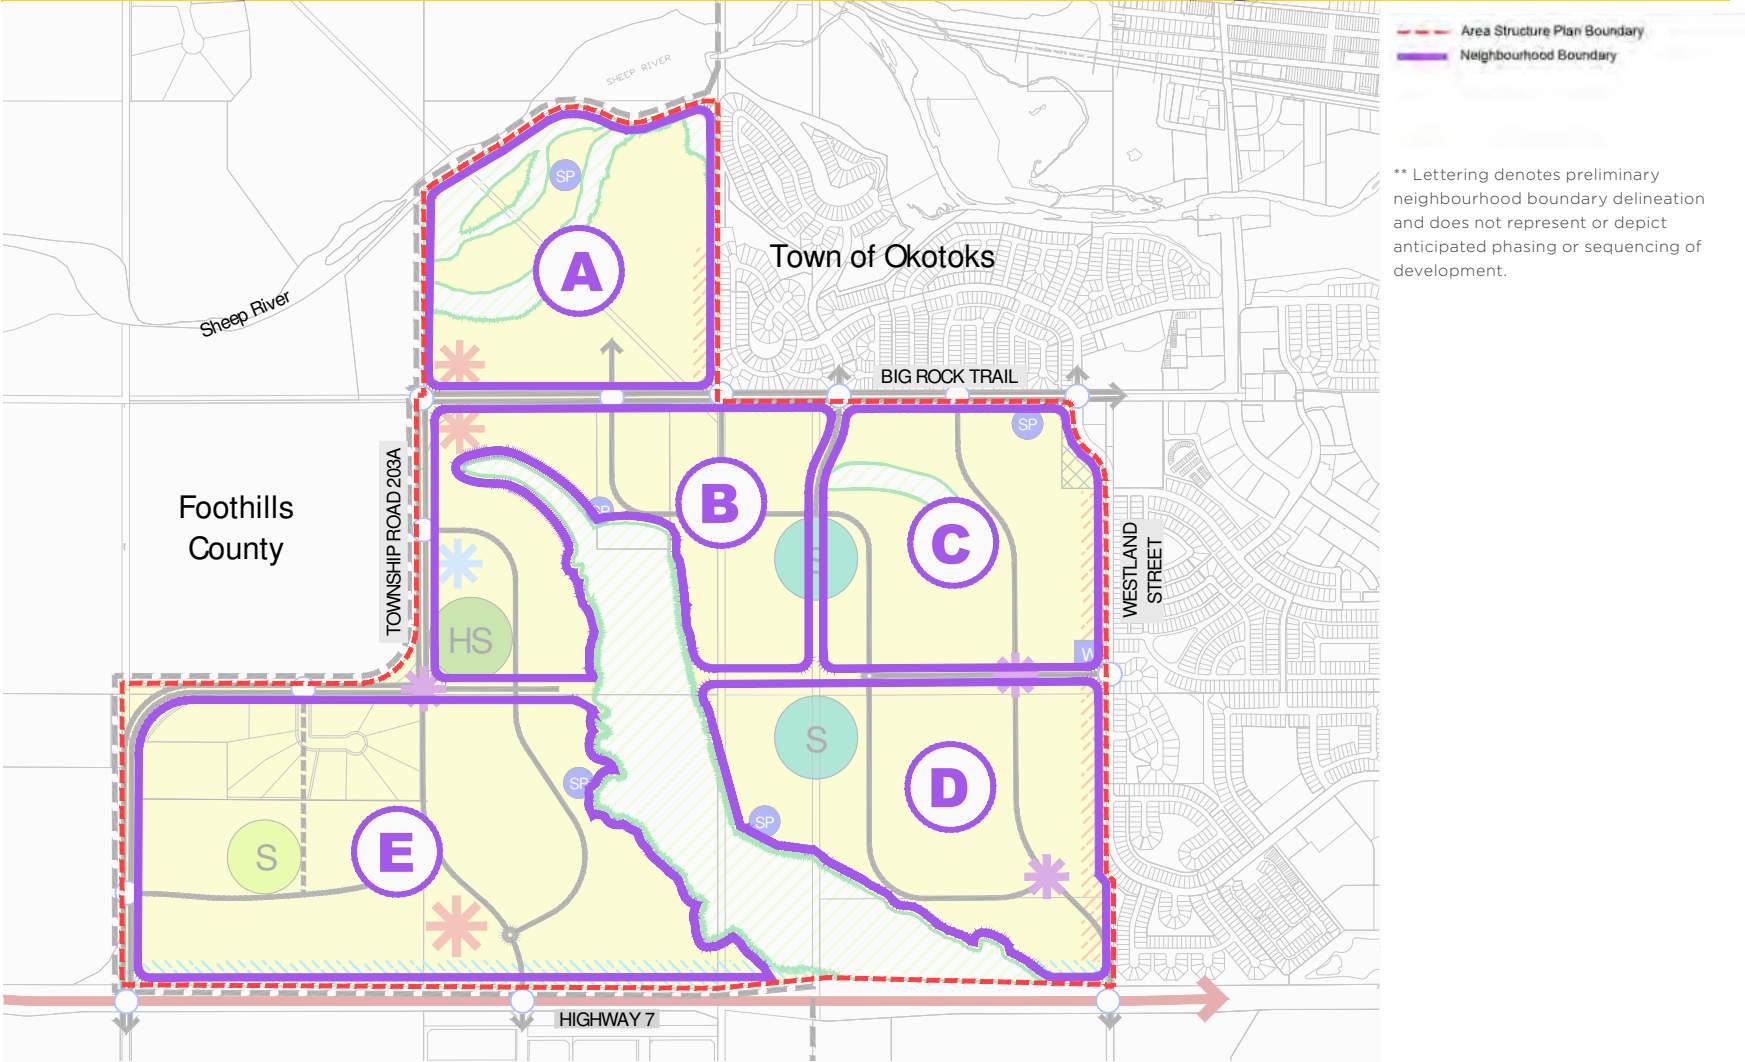 Area Structure Plan Boundary
Neighbourhood Boundary
** Lettering denotes preliminary
neighbourhood boundary delineation
and does not represent or depict
anticipated phasing or sequencing of
development.
SHEEP RIVER
SP
A
Town of Okotoks
Sheep River
BIG ROCK TRAIL
SP
TOWNSHIP ROAD 203A
Foothills
County
B
SP
C
S
WESTLAND
STREET
HS
W
S
SP
D
SP
E
S
HIGHWAY 7